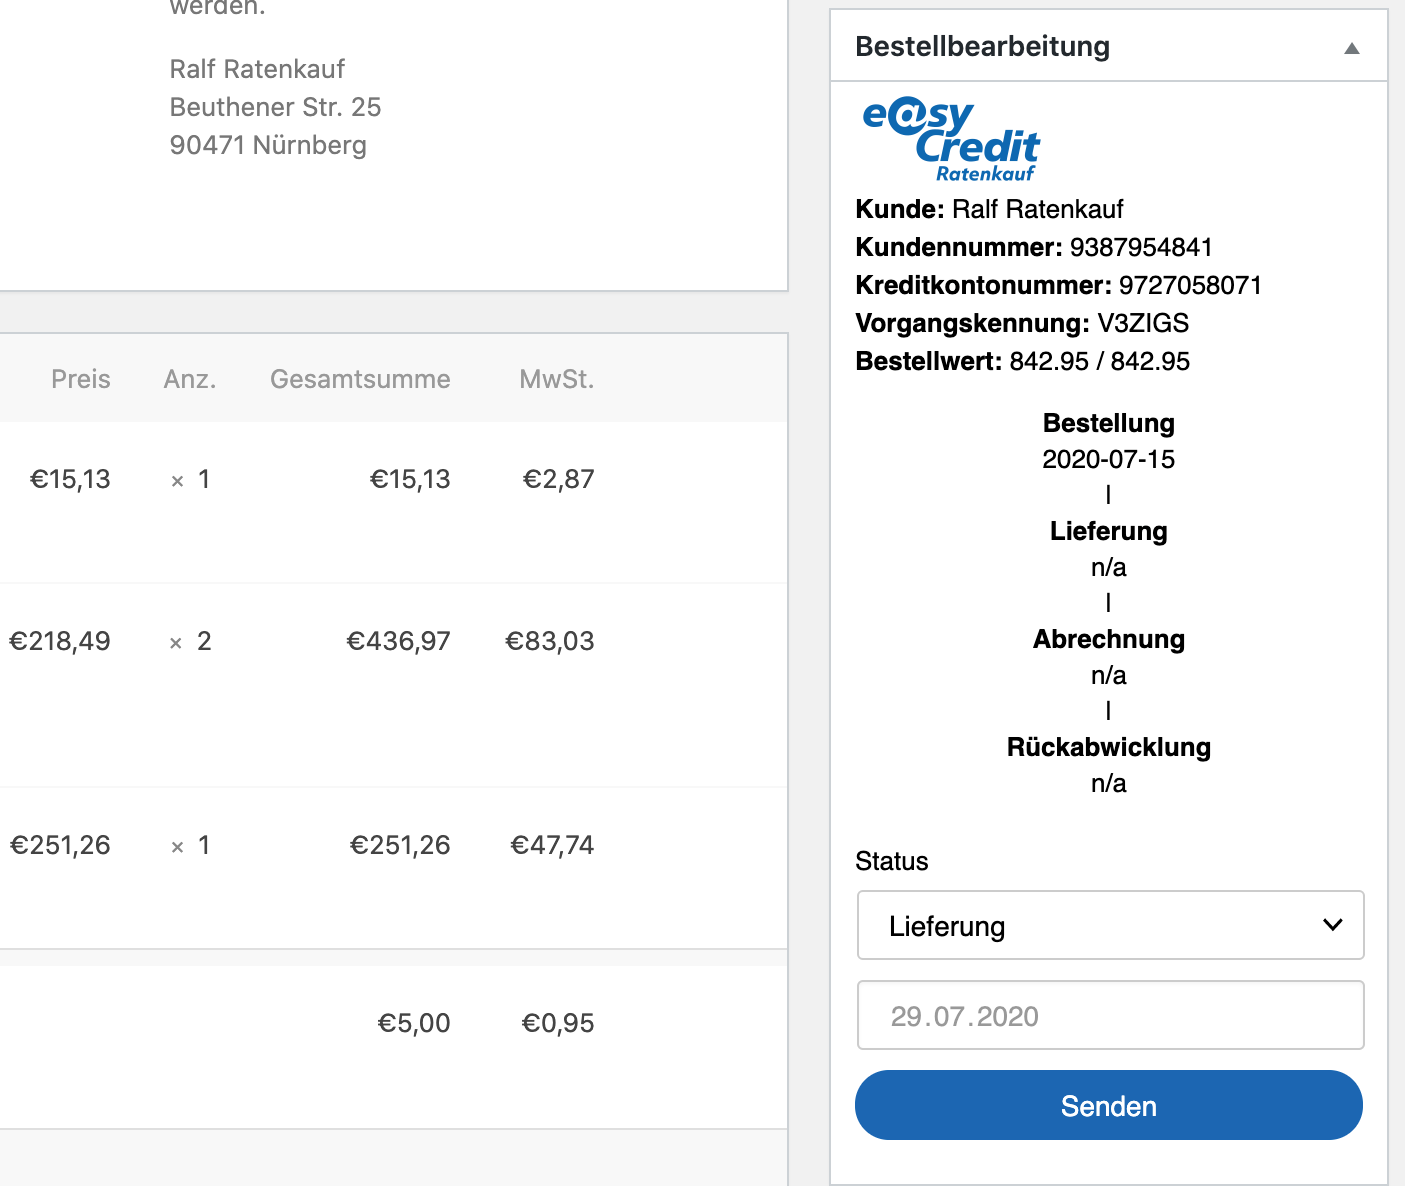 werden.
Ralf Ratenkauf
Beuthener Str. 25
90471 Nürnberg
Preis Anz. Gesamtsumme MwSt.
€15,13 × 1 €15,13 €2,87
€218,49 × 2 €436,97 €83,03
€251,26 × 1 €251,26 €47,74
€5,00 €0,95
Bestellbearbeitung ▲
e@sy
Credit
Ratenkauf
Kunde: Ralf Ratenkauf
Kundennummer: 9387954841
Kreditkontonummer: 9727058071
Vorgangskennung: V3ZIGS
Bestellwert: 842.95 / 842.95
Bestellung
2020-07-15
|
Lieferung
n/a
|
Abrechnung
n/a
|
Rückabwicklung
n/a
Status
Lieferung
29.07.2020
Senden